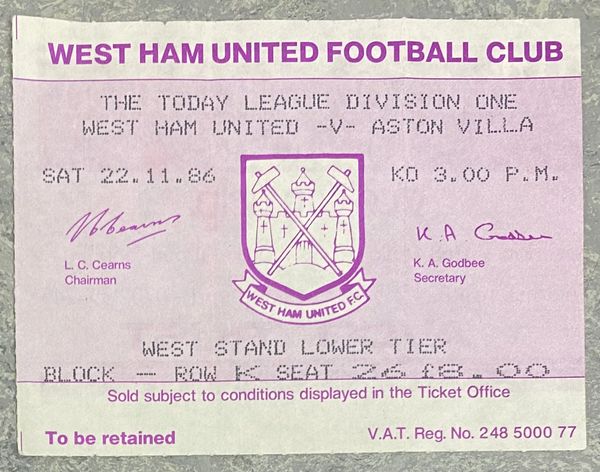 WEST HAM UNITED FOOTBALL CLUB
THE TODAY LEAGUE DIVISION ONE
WEST HAM UNITED -V- ASTON VILLA
SAT 22.11.86 KO 3.00 P.M.
L. C. Cearns
Chairman
K. A. Godbee
Secretary
WEST HAM UNITED F.C.
WEST STAND LOWER TIER
BLOCK - ROW K SEAT 26 £8.00
Sold subject to conditions displayed in the Ticket Office
To be retained
V.A.T. Reg. No. 248 5000 77